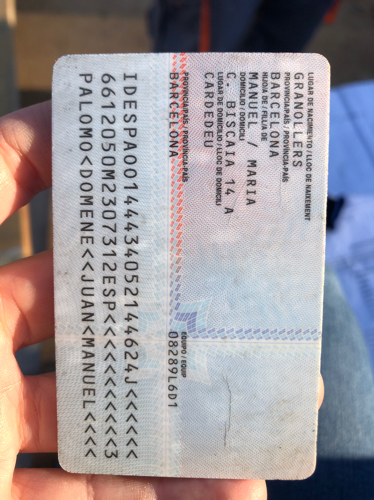 LUGAR DE NACIMIENTO / LLOC DE NAIXEMENT
GRANOLLERS
PROVINCIA/PAÍS / PROVÍNCIA-PAÍS
BARCELONA
HIJO/A DE / FILL/A DE
MANUEL / MARIA
DOMICILIO / DOMICILI
C. BISCAIA 14 A
LUGAR DE DOMICILIO / LLOC DE DOMICILI
CARDEDEU
PROVINCIA/PAÍS / PROVÍNCIA-PAÍS
BARCELONA
EQUIPO / EQUIP
08289L6D1
IDESPA00144434052144624J<<<<<<
6612050M2307312ESP<<<<<<<<<<<3
PALOMO<DOMENE<<JUAN<MANUEL<<<<